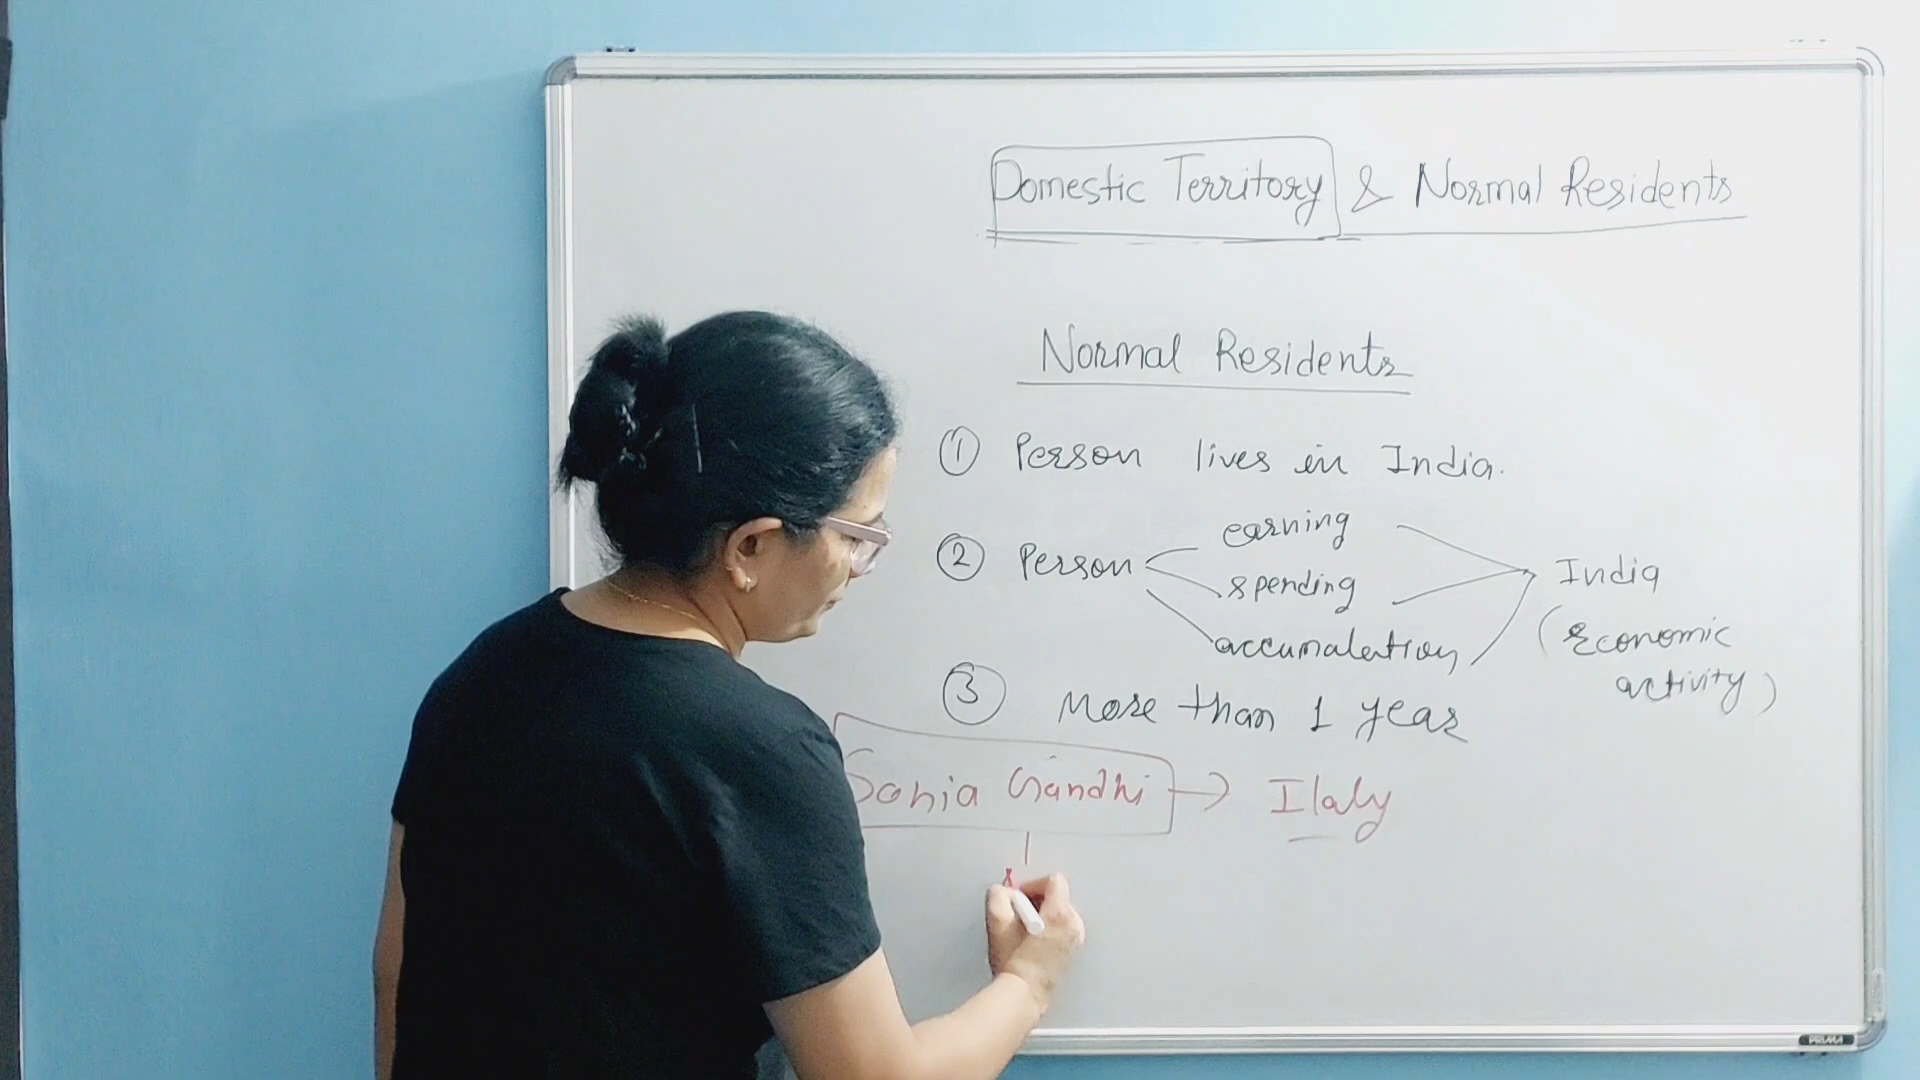 Domestic Territory & Normal Residents
Normal Residents
① Person lives in India.
② Person earning
spending
accumalation
India
(Economic
activity)
③ More than 1 year
Sonia Gandhi → Italy
PRIMA